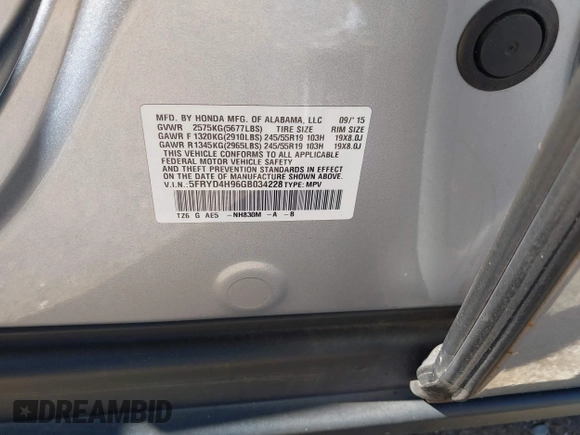 MFD. BY HONDA MFG. OF ALABAMA, LLC 09/'15
GVWR 2575KG(5677LBS) TIRE SIZE RIM SIZE
GAWR F 1320KG(2910LBS) 245/55R19 103H 19X8.0J
GAWR R1345KG(2965LBS) 245/55R19 103H 19X8.0J
THIS VEHICLE CONFORMS TO ALL APPLICABLE
FEDERAL MOTOR VEHICLE SAFETY
AND THEFT PREVENTION STANDARDS IN EFFECT
ON THE DATE OF MANUFACTURE SHOWN ABOVE.
V.I.N.: 5FRYD4H96GB034228 TYPE: MPV
TZ6 G AE5 -NH830M -A -B
DREAMBID